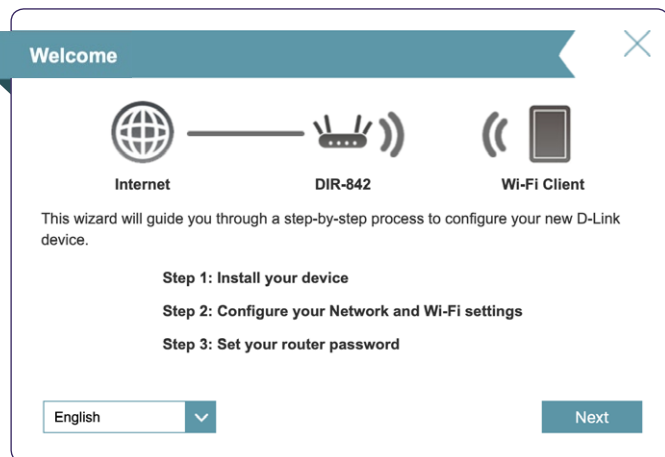 Welcome
Internet
DIR-842
Wi-Fi Client
This wizard will guide you through a step-by-step process to configure your new D-Link
device.
Step 1: Install your device
Step 2: Configure your Network and Wi-Fi settings
Step 3: Set your router password
English
Next